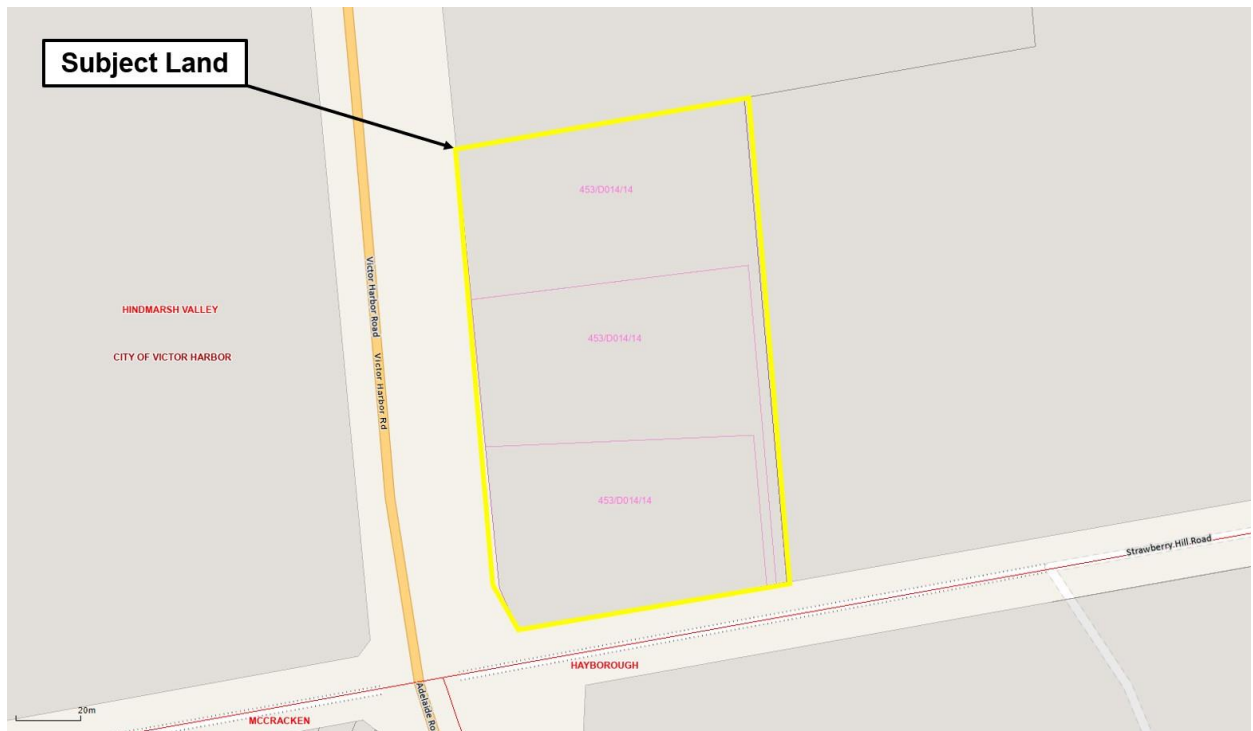 Subject Land
453/D014/14
Victor Harbor Road
HINDMARSH VALLEY
453/D014/14
CITY OF VICTOR HARBOR
Victor Harbor Rd
453/D014/14
Strawberry Hill Road
HAYBOROUGH
Adelaide Ro
20m
MCCRACKEN